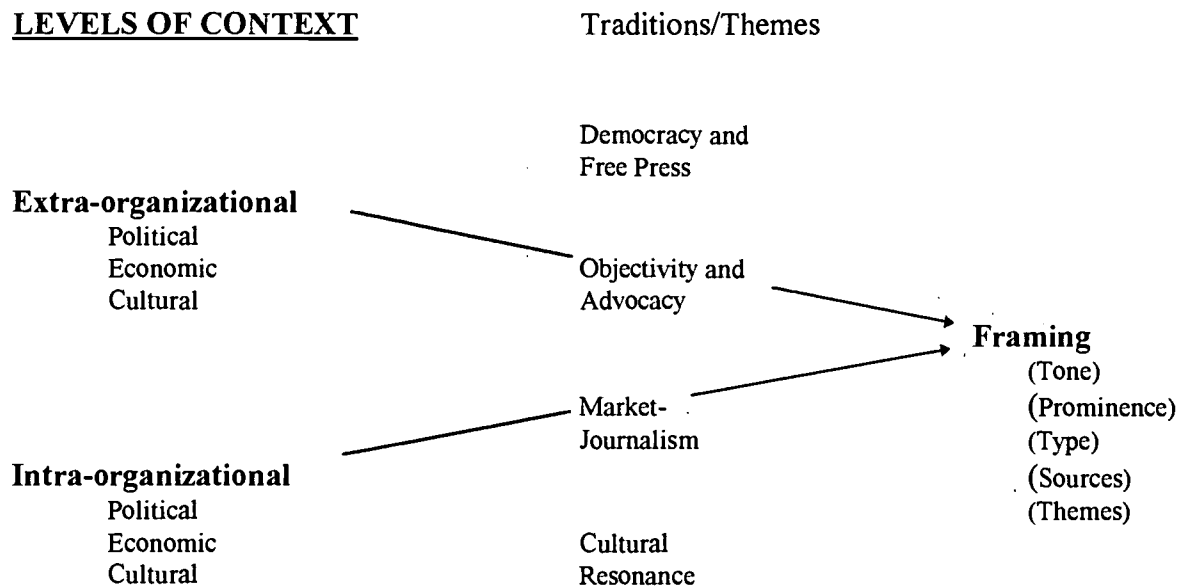 LEVELS OF CONTEXT
Traditions/Themes
Democracy and
Free Press
Extra-organizational
Political
Economic
Cultural
Objectivity and
Advocacy
Market-
Journalism
Intra-organizational
Political
Economic
Cultural
Cultural
Resonance
Framing
(Tone)
(Prominence)
(Type)
(Sources)
(Themes)